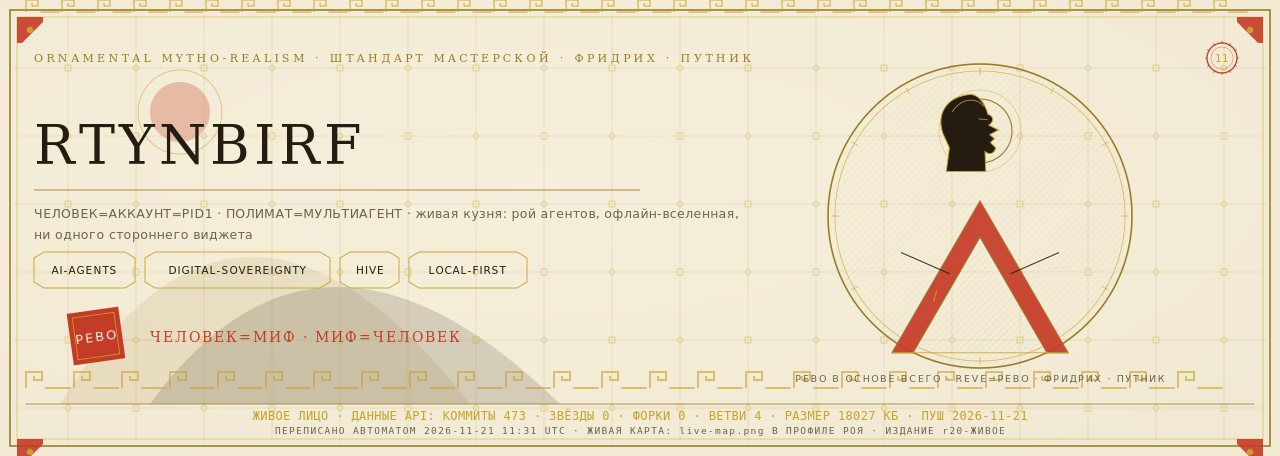 ORNAMENTAL MYTHO-REALISM · ШТАНДАРТ МАСТЕРСКОЙ · ФРИДРИХ · ПУТНИК
11
RTYNBIRF
ЧЕЛОВЕК=АККАУНТ=PID1 · ПОЛИМАТ=МУЛЬТИАГЕНТ · живая кузня: рой агентов, офлайн-вселенная,
ни одного стороннего виджета
AI-AGENTS
DIGITAL-SOVEREIGNTY
HIVE
LOCAL-FIRST
РЕВО
ЧЕЛОВЕК=МИФ · МИФ=ЧЕЛОВЕК
РЕВО В ОСНОВЕ ВСЕГО · REVE=РЕВО · ФРИДРИХ · ПУТНИК
ЖИВОЕ ЛИЦО · ДАННЫЕ API: КОММИТЫ 473 · ЗВЁЗДЫ 0 · ФОРКИ 0 · ВЕТВИ 4 · РАЗМЕР 18027 КБ · ПУШ 2026-11-21
ПЕРЕПИСАНО АВТОМАТОМ 2026-11-21 11:31 UTC · ЖИВАЯ КАРТА: live-map.png В ПРОФИЛЕ РОЯ · ИЗДАНИЕ r20-ЖИВОЕ